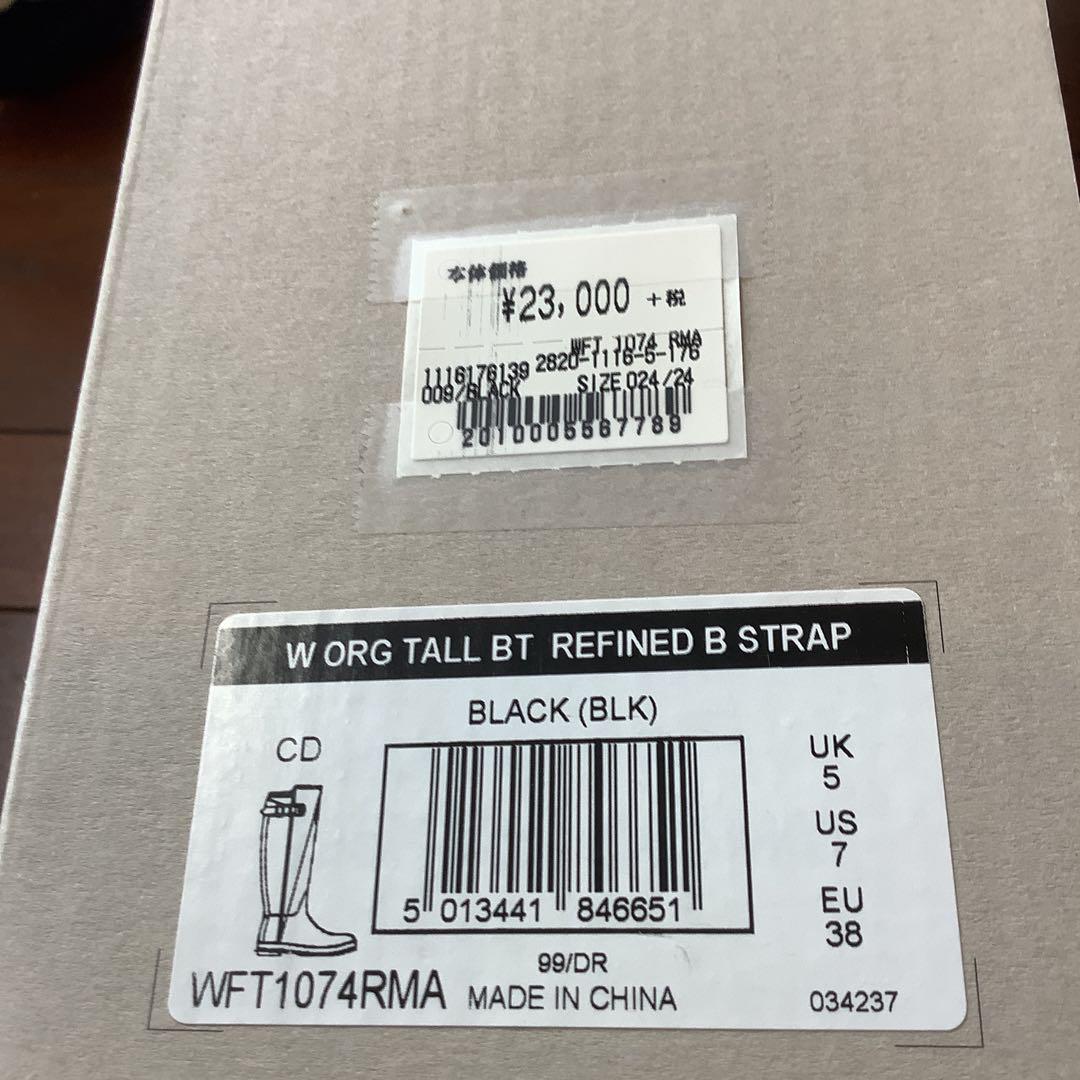 本体価格
¥23,000 +税
WFT 1074 RMA
1116176139 2820-1116-5-176
009/BLACK SIZE 024/24
2010005567789
W ORG TALL BT REFINED B STRAP
BLACK (BLK)
CD
UK
5
US
7
EU
38
5 013441 846651
99/DR
WFT1074RMA MADE IN CHINA
034237